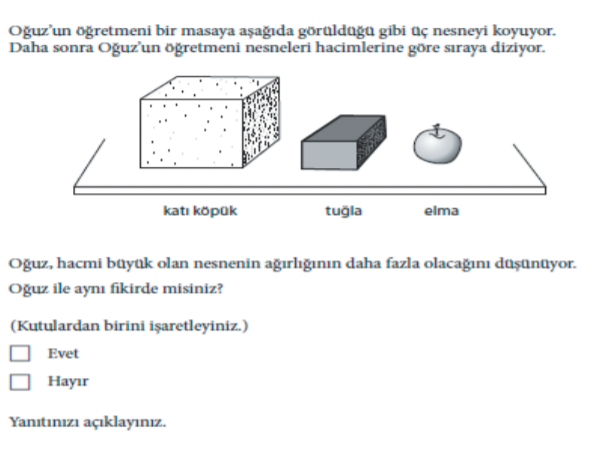 Oğuz'un öğretmeni bir masaya aşağıda görüldüğü gibi üç nesneyi koyuyor.
Daha sonra Oğuz'un öğretmeni nesneleri hacimlerine göre sıraya diziyor.
katı köpük
tuğla
elma
Oğuz, hacmi büyük olan nesnenin ağırlığının daha fazla olacağını düşünüyor.
Oğuz ile aynı fikirde misiniz?
(Kutulardan birini işaretleyiniz.)
Evet
Hayır
Yanıtınızı açıklayınız.